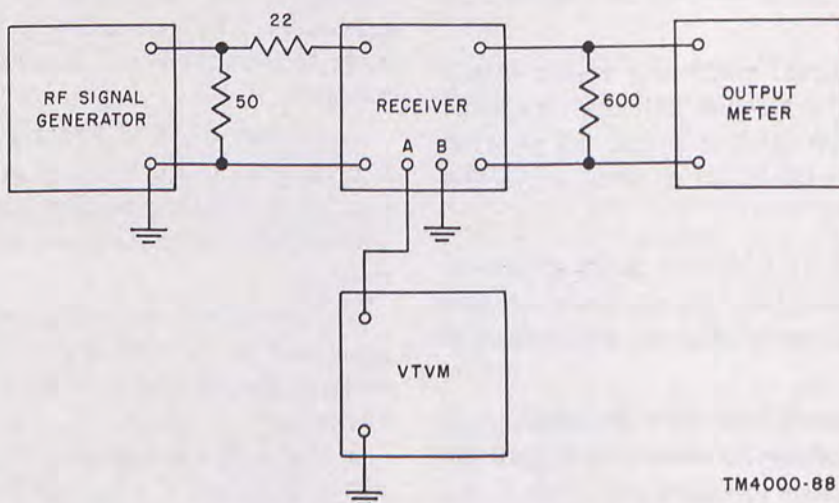 22
RF SIGNAL
GENERATOR
50
RECEIVER
A B
600
OUTPUT
METER
VTVM
TM4000-88